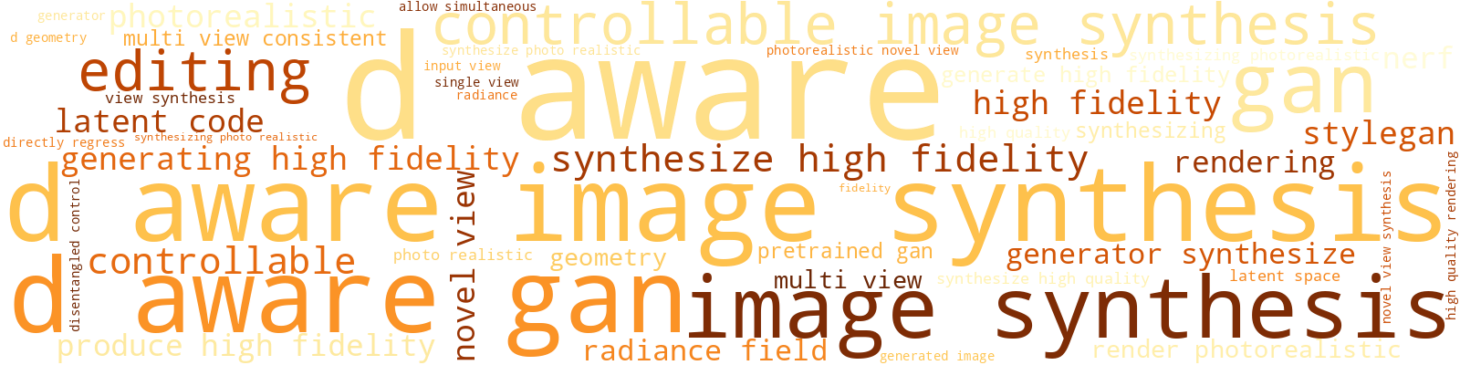 generator
photorealistic
allow simultaneous
controllable image synthesis
d geometry
multi view consistent
synthesize photo realistic
photorealistic novel view
synthesis
synthesizing photorealistic
nerf
editing
d aware
input view
generate high fidelity
gan
single view
view synthesis
radiance
high fidelity
latent code
high quality
synthesizing
stylegan
directly regress
synthesizing photo realistic
generating high fidelity
synthesize high fidelity
rendering
d aware image synthesis
fidelity
disentangled control
novel view
novel view synthesis
high quality rendering
controllable
photo realistic
geometry
pretrained gan
generator synthesize
d aware gan
multi view
synthesize high quality
latent space
image synthesis
produce high fidelity
radiance field
generated image
render photorealistic